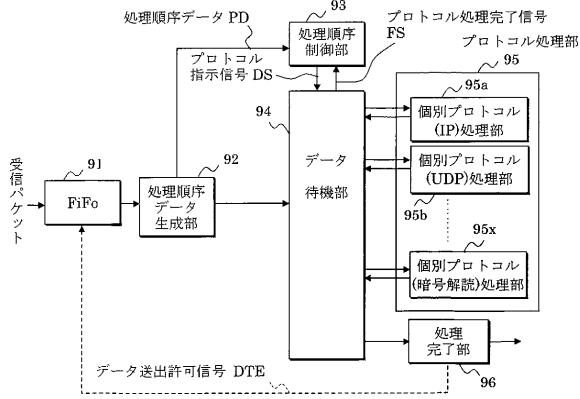 処理順序データ PD
93
プロトコル処理完了信号
FS
処理順序
制御部
プロトコル処理部
プロトコル
指示信号 DS
95
94
95a
個別プロトコル
(IP)処理部
受信パケット
91
FiFo
92
処理順序
データ
生成部
データ
待機部
個別プロトコル
(UDP)処理部
95b
95x
個別プロトコル
(暗号解読)処理部
処理
完了部
96
データ送出許可信号 DTE